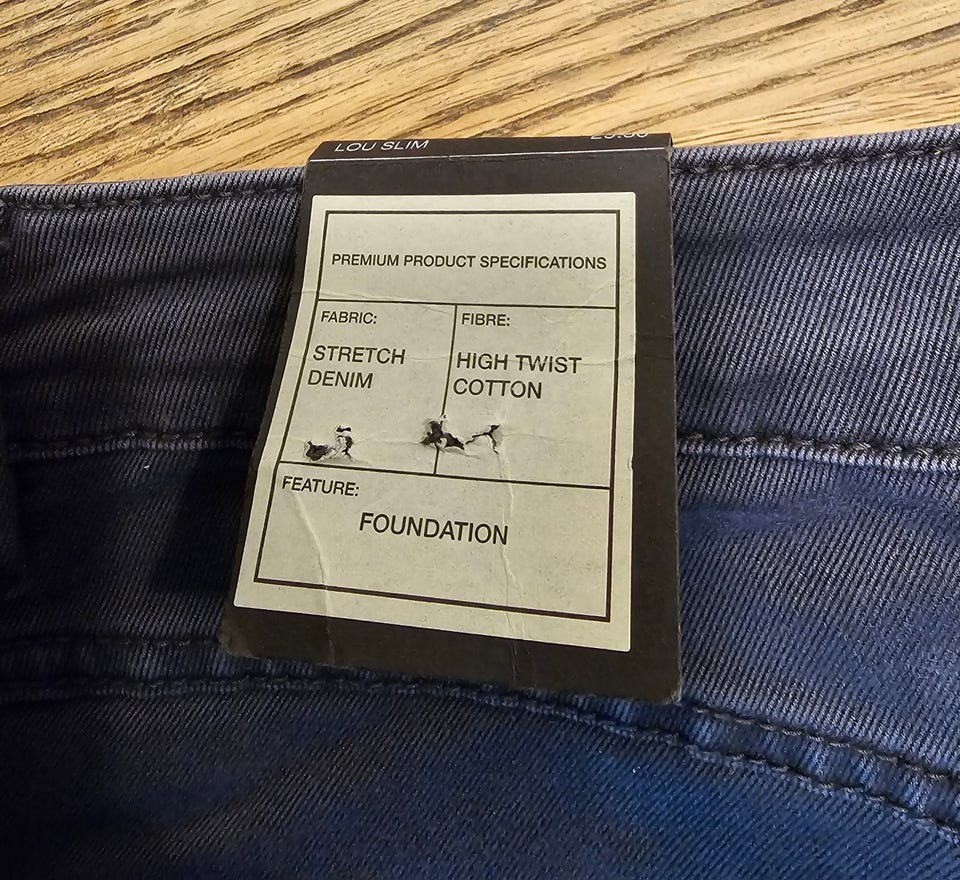 LOU SLIM
PREMIUM PRODUCT SPECIFICATIONS
FABRIC:
STRETCH
DENIM
FIBRE:
HIGH TWIST
COTTON
FEATURE:
FOUNDATION